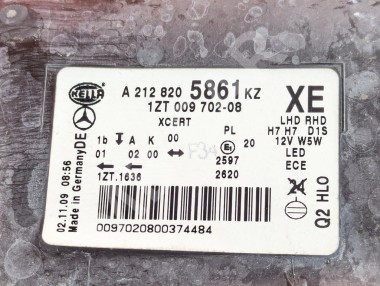 HELLA
A 212 820 5861 KZ
1ZT 009 702-08
XCERT
XE
LHD RHD
H7 H7 D1S
12V W5W
LED
ECE
DE
1b A K 00
01 02 00
1ZT.1636
PL
E1 20
2597
2620
F34
02.11.09 08:56
Made in Germany
Q2 HLO
0097020800374484